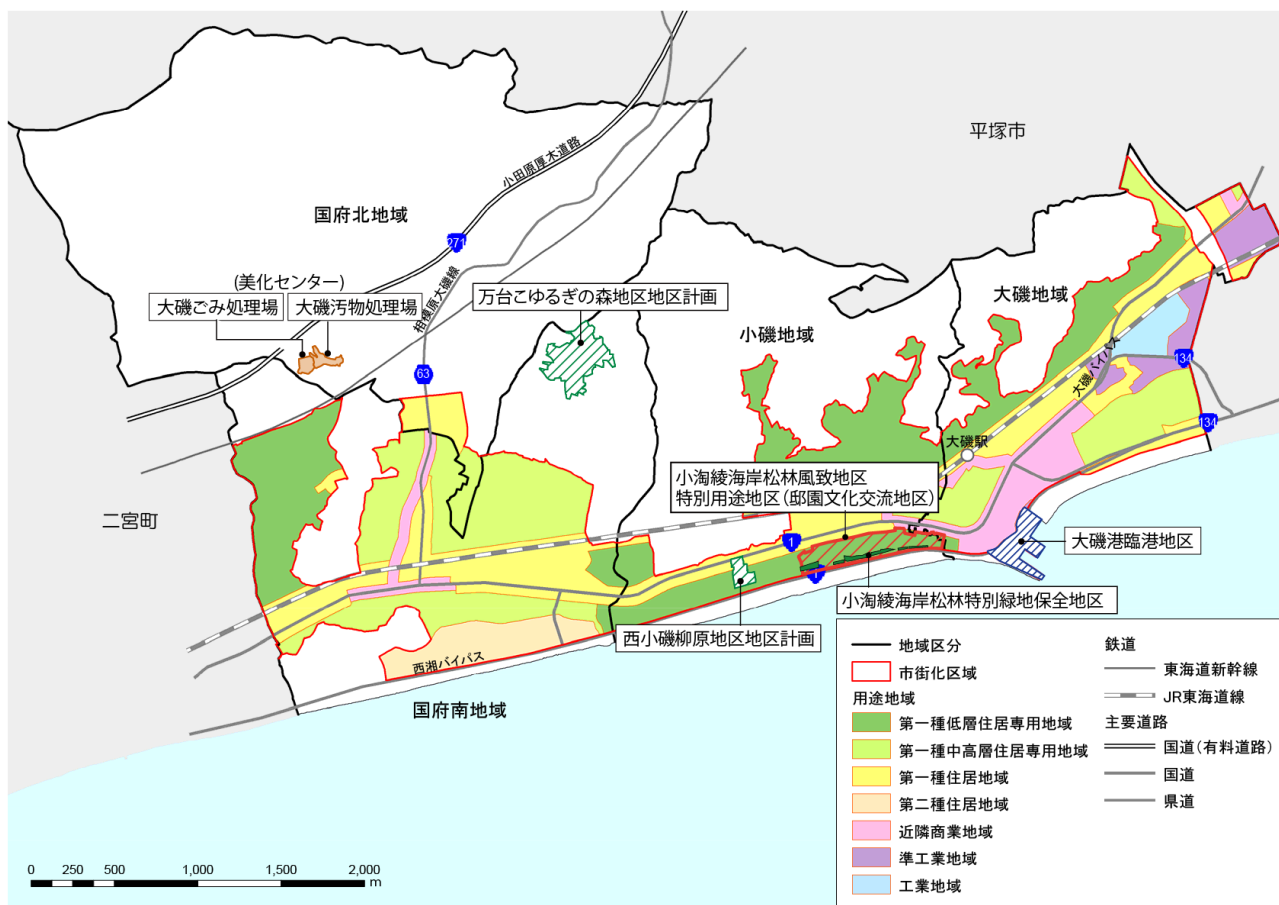 平塚市
小田原厚木道路
国府北地域
271
(美化センター)
大磯ごみ処理場
大磯汚物処理場
相模原大磯線
万台こゆるぎの森地区地区計画
大磯地域
小磯地域
63
大磯バイパス
134
134
大磯駅
小淘綾海岸松林風致地区
特別用途地区(邸園文化交流地区)
二宮町
1
1
大磯港臨港地区
小淘綾海岸松林特別緑地保全地区
西小磯柳原地区地区計画
西湘バイパス
国府南地域
地域区分
市街化区域
用途地域
第一種低層住居専用地域
第一種中高層住居専用地域
第一種住居地域
第二種住居地域
近隣商業地域
準工業地域
工業地域
鉄道
東海道新幹線
JR東海道線
主要道路
国道(有料道路)
国道
県道
0 250 500 1,000 1,500 2,000
m